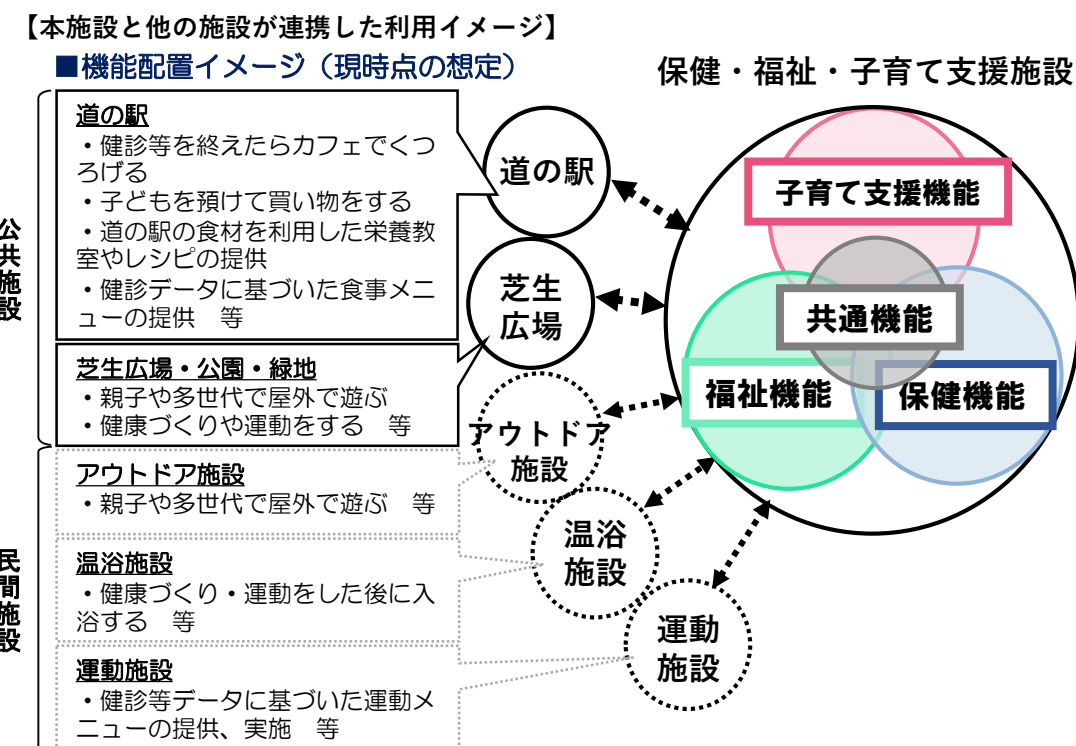 【本施設と他の施設が連携した利用イメージ】
■機能配置イメージ（現時点の想定）
保健・福祉・子育て支援施設
公共施設
道の駅
・健診等を終えたらカフェでくつ
ろげる
・子どもを預けて買い物をする
・道の駅の食材を利用した栄養教
室やレシピの提供
・健診データに基づいた食事メニ
ューの提供　等
芝生広場・公園・緑地
・親子や多世代で屋外で遊ぶ
・健康づくりや運動をする　等
民間施設
アウトドア施設
・親子や多世代で屋外で遊ぶ　等
温浴施設
・健康づくり・運動をした後に入
浴する　等
運動施設
・健診等データに基づいた運動メ
ニューの提供、実施　等
道の駅
芝生
広場
アウトドア
施設
温浴
施設
運動
施設
子育て支援機能
共通機能
福祉機能
保健機能